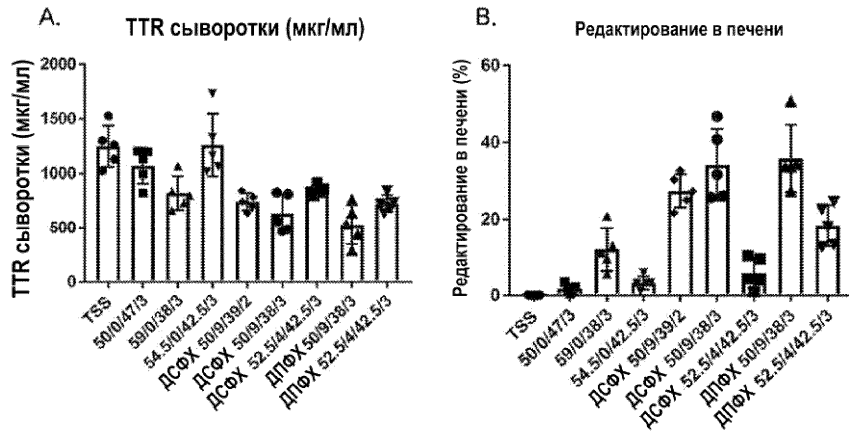 A.
TTR сыворотки (мкг/мл)
TTR сыворотки (мкг/мл)
2000
1500
1000
500
0
TSS
50/0/47/3
59/0/38/3
54.5/0/42.5/3
ДСФХ 50/9/39/2
ДСФХ 50/9/38/3
ДСФХ 52.5/4/42.5/3
ДПФХ 50/9/38/3
ДПФХ 52.5/4/42.5/3
B.
Редактирование в печени
Редактирование в печени (%)
60
40
20
0
TSS
50/0/47/3
59/0/38/3
54.5/0/42.5/3
ДСФХ 50/9/39/2
ДСФХ 50/9/38/3
ДСФХ 52.5/4/42.5/3
ДПФХ 50/9/38/3
ДПФХ 52.5/4/42.5/3